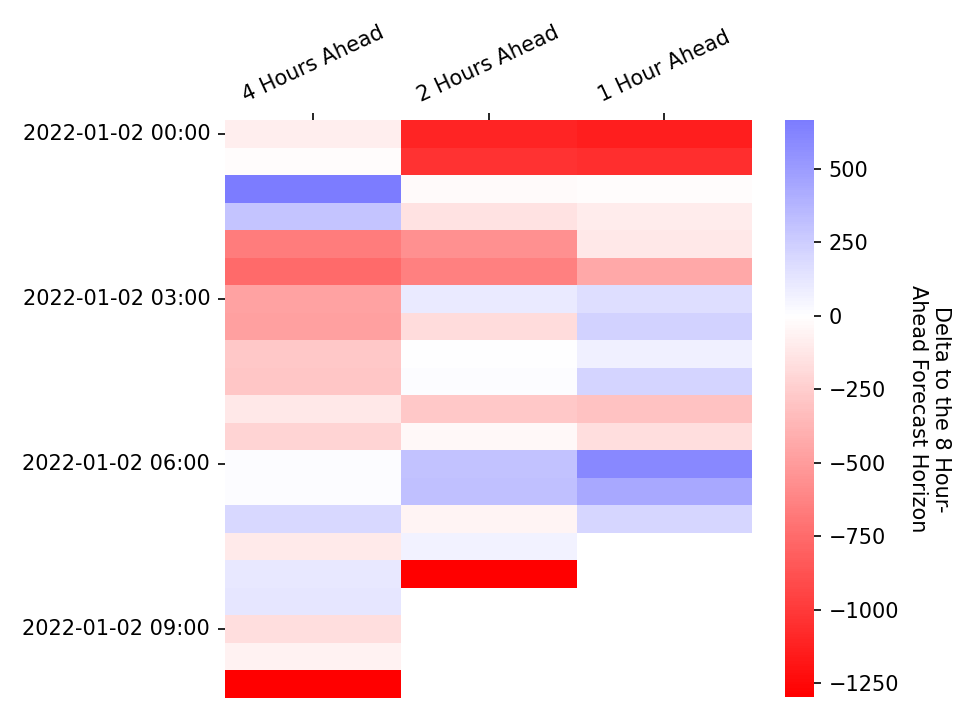 4 Hours Ahead
2 Hours Ahead
1 Hour Ahead
2022-01-02 00:00
2022-01-02 03:00
2022-01-02 06:00
2022-01-02 09:00
500
250
0
−250
−500
−750
−1000
−1250
Delta to the 8 Hour-
Ahead Forecast Horizon